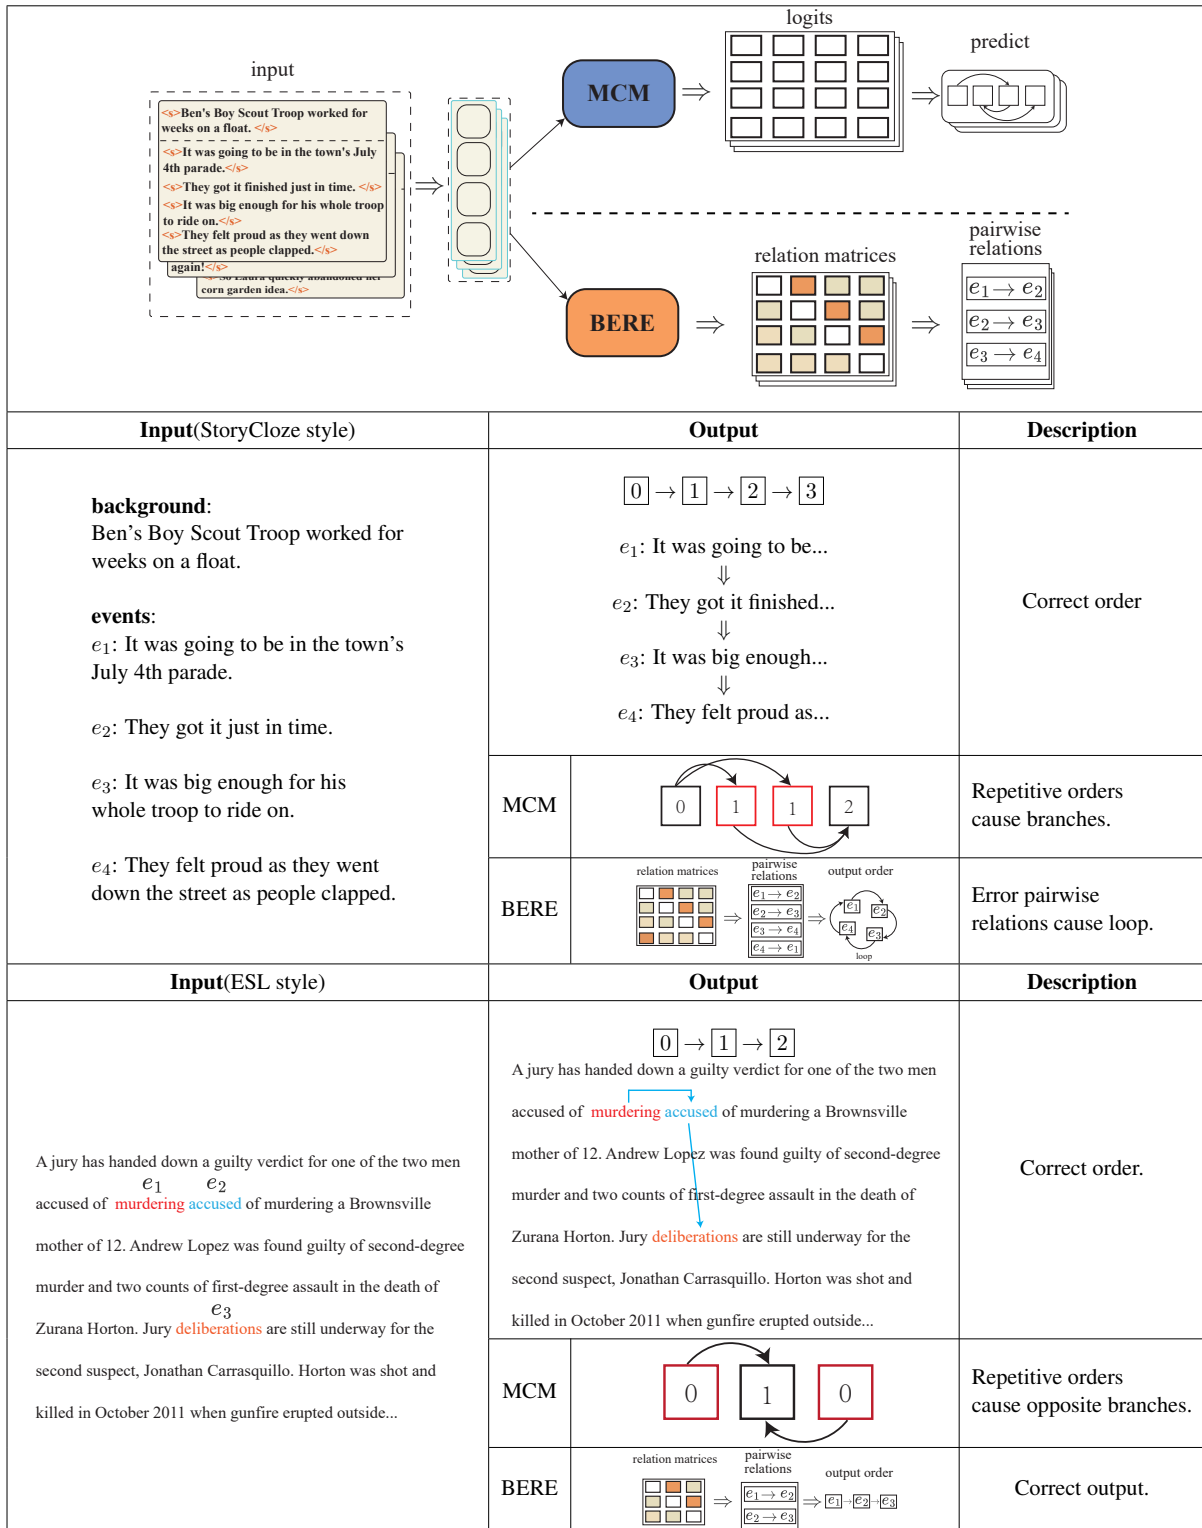 input
logits
predict
<s>Ben's Boy Scout Troop worked for
weeks on a float. </s>
<s>It was going to be in the town's July
4th parade.</s>
<s>They got it finished just in time. </s>
<s>It was big enough for his whole troop
to ride on.</s>
<s>They felt proud as they went down
the street as people clapped.</s>
again!</s>
<s>So Laura quickly abandoned her
corn garden idea.</s>
MCM
BERE
relation matrices
pairwise
relations
e1 → e2
e2 → e3
e3 → e4
Input(StoryCloze style)
Output
Description
background:
Ben's Boy Scout Troop worked for
weeks on a float.
events:
e1: It was going to be in the town's
July 4th parade.
e2: They got it just in time.
e3: It was big enough for his
whole troop to ride on.
e4: They felt proud as they went
down the street as people clapped.
0 → 1 → 2 → 3
e1: It was going to be...
⇓
e2: They got it finished...
⇓
e3: It was big enough...
⇓
e4: They felt proud as...
Correct order
MCM
0 1 1 2
Repetitive orders
cause branches.
BERE
relation matrices
pairwise
relations
output order
e1 → e2
e2 → e3
e3 → e4
e4 → e1
e1
e2
e4
e3
loop
Error pairwise
relations cause loop.
Input(ESL style)
Output
Description
A jury has handed down a guilty verdict for one of the two men
e1 e2
accused of murdering accused of murdering a Brownsville
mother of 12. Andrew Lopez was found guilty of second-degree
murder and two counts of first-degree assault in the death of
e3
Zurana Horton. Jury deliberations are still underway for the
second suspect, Jonathan Carrasquillo. Horton was shot and
killed in October 2011 when gunfire erupted outside...
0 → 1 → 2
A jury has handed down a guilty verdict for one of the two men
accused of murdering accused of murdering a Brownsville
mother of 12. Andrew Lopez was found guilty of second-degree
murder and two counts of first-degree assault in the death of
Zurana Horton. Jury deliberations are still underway for the
second suspect, Jonathan Carrasquillo. Horton was shot and
killed in October 2011 when gunfire erupted outside...
Correct order.
MCM
0 1 0
Repetitive orders
cause opposite branches.
BERE
relation matrices
pairwise
relations
output order
e1 → e2
e2 → e3
e1→e2→e3
Correct output.